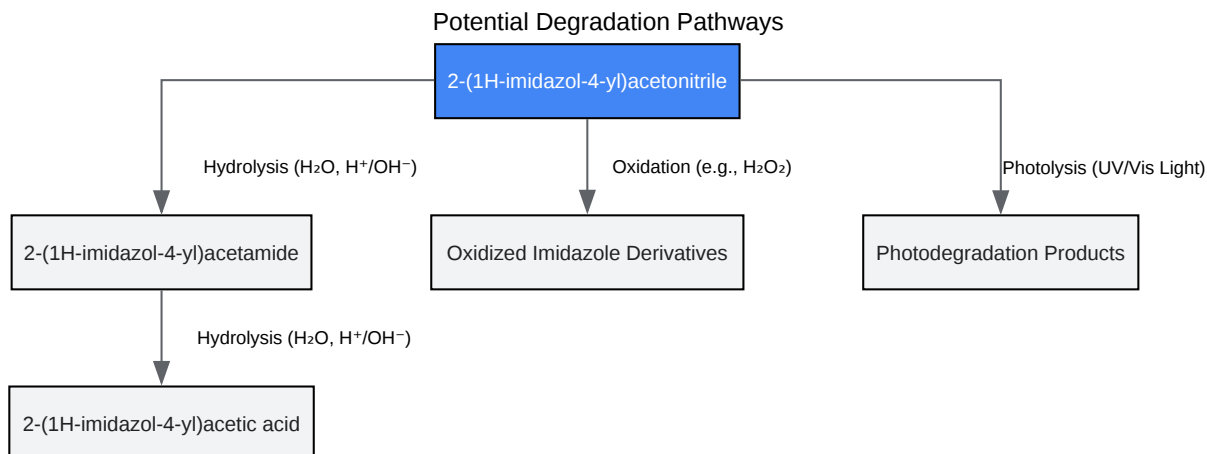 Potential Degradation Pathways
2-(1H-imidazol-4-yl)acetonitrile
Hydrolysis (H₂O, H⁺/OH⁻)
Oxidation (e.g., H₂O₂)
Photolysis (UV/Vis Light)
2-(1H-imidazol-4-yl)acetamide
Oxidized Imidazole Derivatives
Photodegradation Products
Hydrolysis (H₂O, H⁺/OH⁻)
2-(1H-imidazol-4-yl)acetic acid